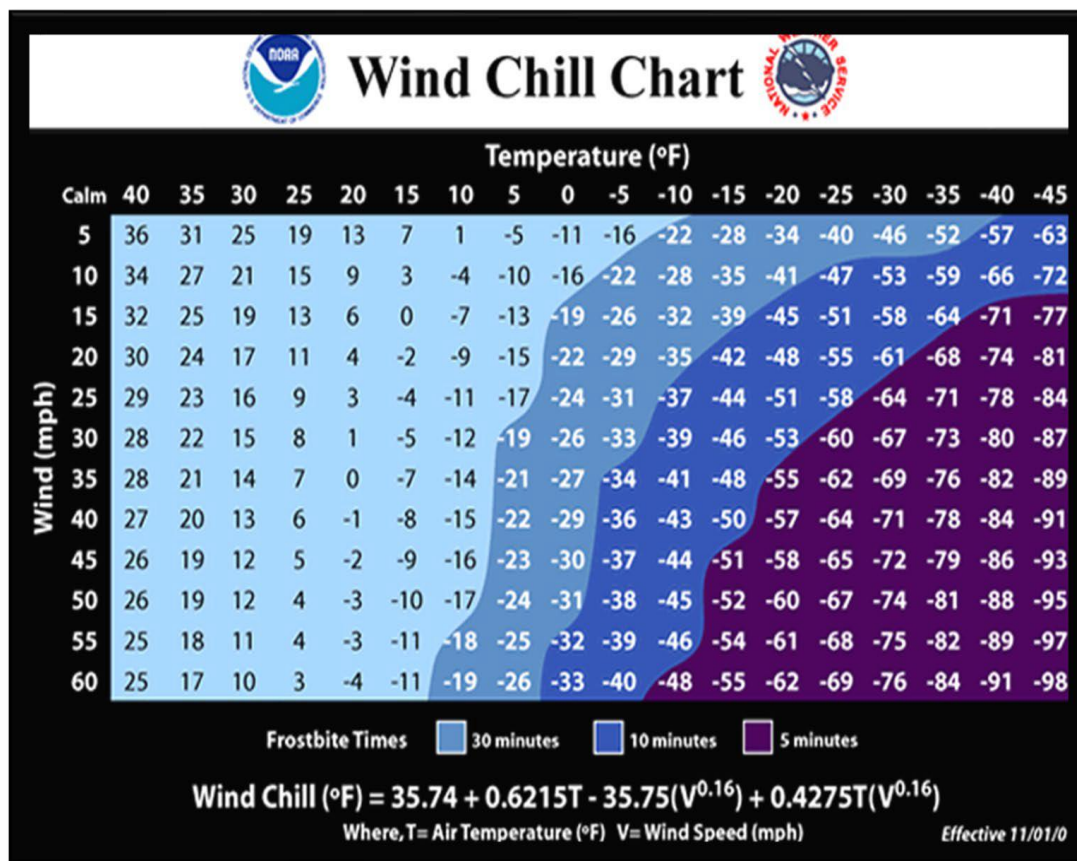 NOAA
Wind Chill Chart
NATIONAL WEATHER SERVICE
Temperature (ºF)
Calm 40 35 30 25 20 15 10 5 0 -5 -10 -15 -20 -25 -30 -35 -40 -45
Wind (mph)
5 36 31 25 19 13 7 1 -5 -11 -16 -22 -28 -34 -40 -46 -52 -57 -63
10 34 27 21 15 9 3 -4 -10 -16 -22 -28 -35 -41 -47 -53 -59 -66 -72
15 32 25 19 13 6 0 -7 -13 -19 -26 -32 -39 -45 -51 -58 -64 -71 -77
20 30 24 17 11 4 -2 -9 -15 -22 -29 -35 -42 -48 -55 -61 -68 -74 -81
25 29 23 16 9 3 -4 -11 -17 -24 -31 -37 -44 -51 -58 -64 -71 -78 -84
30 28 22 15 8 1 -5 -12 -19 -26 -33 -39 -46 -53 -60 -67 -73 -80 -87
35 28 21 14 7 0 -7 -14 -21 -27 -34 -41 -48 -55 -62 -69 -76 -82 -89
40 27 20 13 6 -1 -8 -15 -22 -29 -36 -43 -50 -57 -64 -71 -78 -84 -91
45 26 19 12 5 -2 -9 -16 -23 -30 -37 -44 -51 -58 -65 -72 -79 -86 -93
50 26 19 12 4 -3 -10 -17 -24 -31 -38 -45 -52 -60 -67 -74 -81 -88 -95
55 25 18 11 4 -3 -11 -18 -25 -32 -39 -46 -54 -61 -68 -75 -82 -89 -97
60 25 17 10 3 -4 -11 -19 -26 -33 -40 -48 -55 -62 -69 -76 -84 -91 -98
Frostbite Times 30 minutes 10 minutes 5 minutes
Wind Chill (ºF) = 35.74 + 0.6215T - 35.75(V^0.16) + 0.4275T(V^0.16)
Where, T= Air Temperature (ºF) V= Wind Speed (mph) Effective 11/01/0